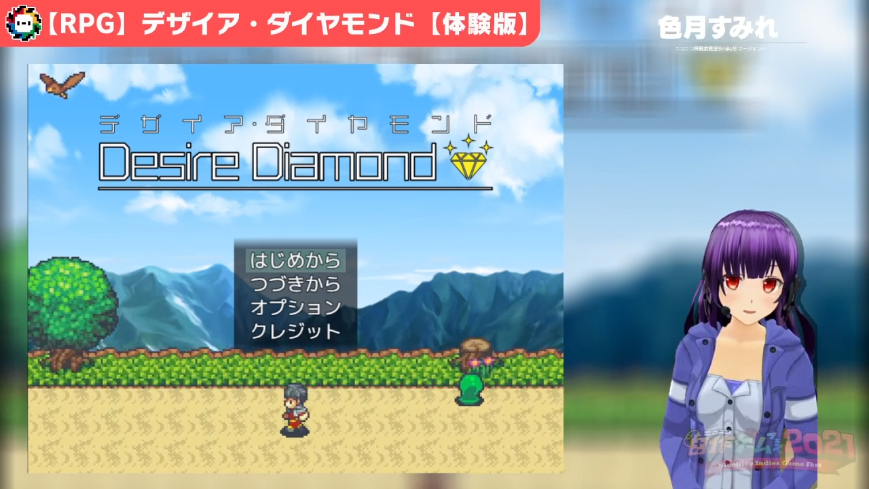 【RPG】デザイア・ダイヤモンド【体験版】
色月すみれ
デザイア・ダイヤモンド
Desire Diamond
はじめから
つづきから
オプション
クレジット
2021